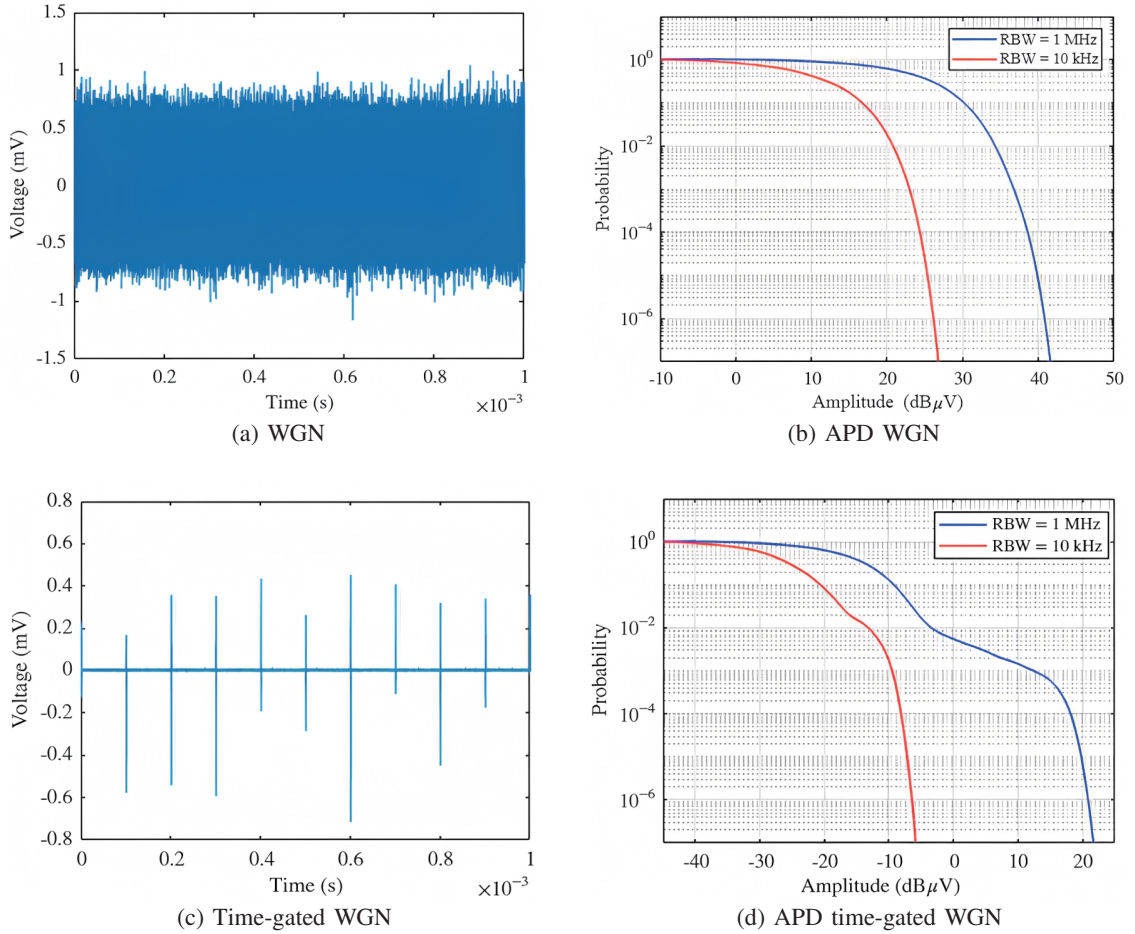 1.5
1
0.5
0
-0.5
-1
-1.5
Voltage (mV)
0 0.2 0.4 0.6 0.8 1
Time (s)
×10⁻³
(a) WGN
RBW = 1 MHz
RBW = 10 kHz
10⁰
10⁻²
10⁻⁴
10⁻⁶
Probability
-10 0 10 20 30 40 50
Amplitude (dBμV)
(b) APD WGN
0.8
0.6
0.4
0.2
0
-0.2
-0.4
-0.6
-0.8
Voltage (mV)
0 0.2 0.4 0.6 0.8 1
Time (s)
×10⁻³
(c) Time-gated WGN
RBW = 1 MHz
RBW = 10 kHz
10⁰
10⁻²
10⁻⁴
10⁻⁶
Probability
-40 -30 -20 -10 0 10 20
Amplitude (dBμV)
(d) APD time-gated WGN